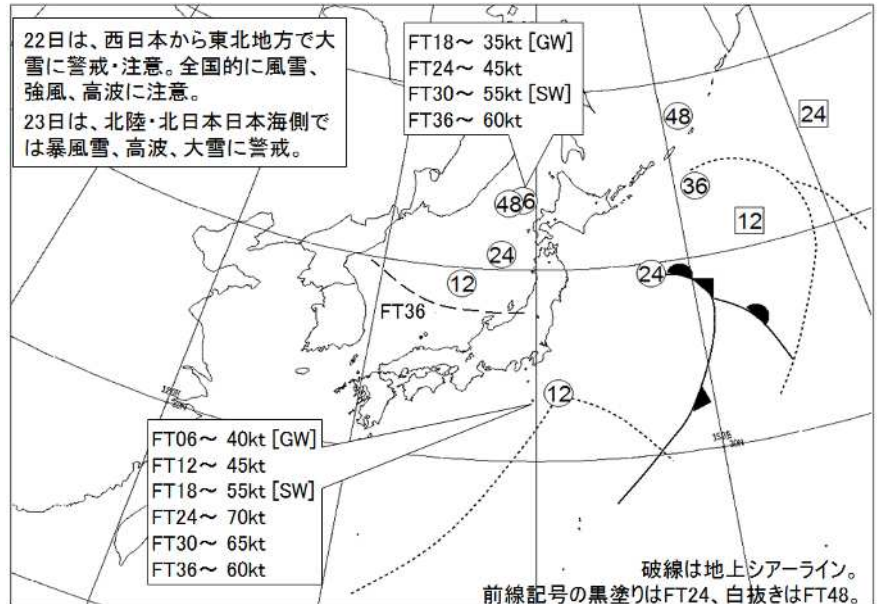 22日は、西日本から東北地方で大
雪に警戒・注意。全国的に風雪、
強風、高波に注意。
23日は、北陸・北日本日本海側で
は暴風雪、高波、大雪に警戒。
FT18～ 35kt [GW]
FT24～ 45kt
FT30～ 55kt [SW]
FT36～ 60kt
48
24
36
48
6
12
24
24
12
FT36
12
120E
30N
150E
30N
FT06～ 40kt [GW]
FT12～ 45kt
FT18～ 55kt [SW]
FT24～ 70kt
FT30～ 65kt
FT36～ 60kt
破線は地上シアーライン。
前線記号の黒塗りはFT24、白抜きはFT48。